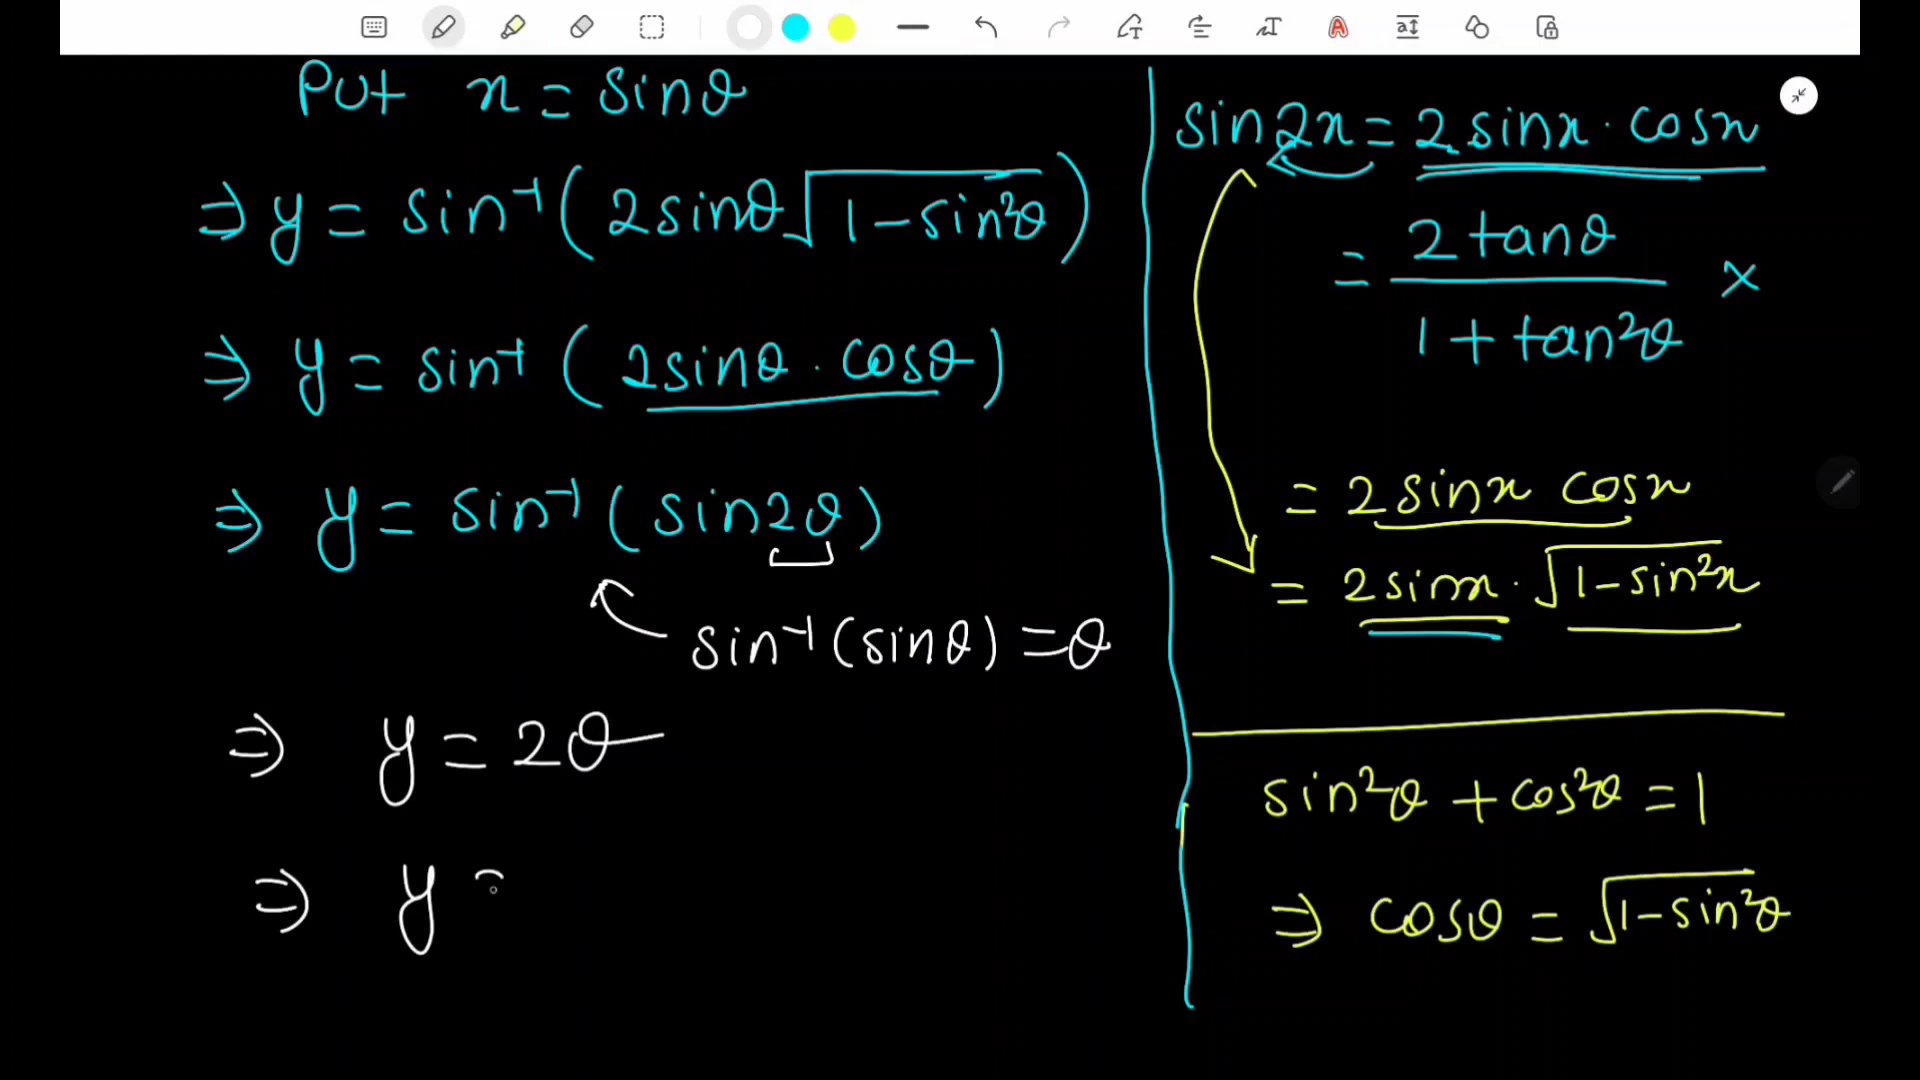 Put x = sinθ
⇒ y = sin⁻¹(2sinθ√(1-sin²θ))
⇒ y = sin⁻¹(2sinθ · cosθ)
⇒ y = sin⁻¹(sin2θ)
sin⁻¹(sinθ) = θ
⇒ y = 2θ
⇒ y
sin2x = 2sinx · cosx
= 2tanθ / 1 + tan²θ ×
= 2sinx cosx
= 2sinx · √(1-sin²x)
sin²θ + cos²θ = 1
⇒ cosθ = √(1-sin²θ)